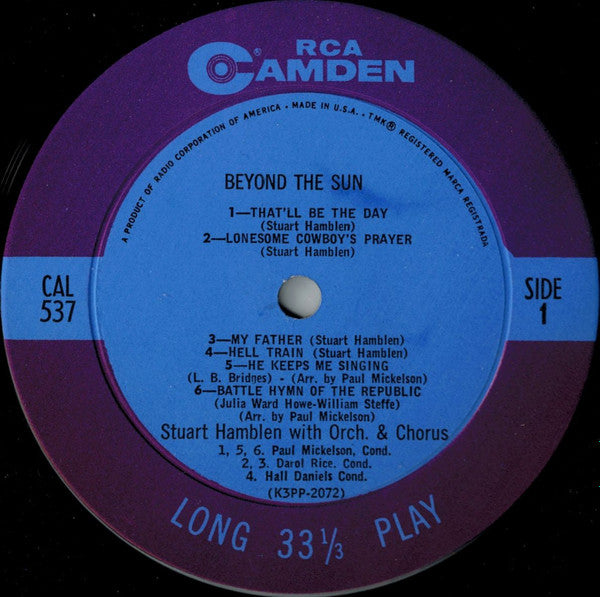 RCA
CAMDEN
A PRODUCT OF RADIO CORPORATION OF AMERICA • MADE IN U.S.A. • TMK® REGISTERED MARCA REGISTRADA
BEYOND THE SUN
1—THAT'LL BE THE DAY
(Stuart Hamblen)
2—LONESOME COWBOY'S PRAYER
(Stuart Hamblen)
CAL
537
SIDE
1
3—MY FATHER (Stuart Hamblen)
4—HELL TRAIN (Stuart Hamblen)
5—HE KEEPS ME SINGING
(L. B. Bridges) - (Arr. by Paul Mickelson)
6—BATTLE HYMN OF THE REPUBLIC
(Julia Ward Howe-William Steffe)
(Arr. by Paul Mickelson)
Stuart Hamblen with Orch. & Chorus
1, 5, 6. Paul Mickelson, Cond.
2, 3. Darol Rice, Cond.
4. Hall Daniels Cond.
(K3PP-2072)
LONG 33⅓ PLAY